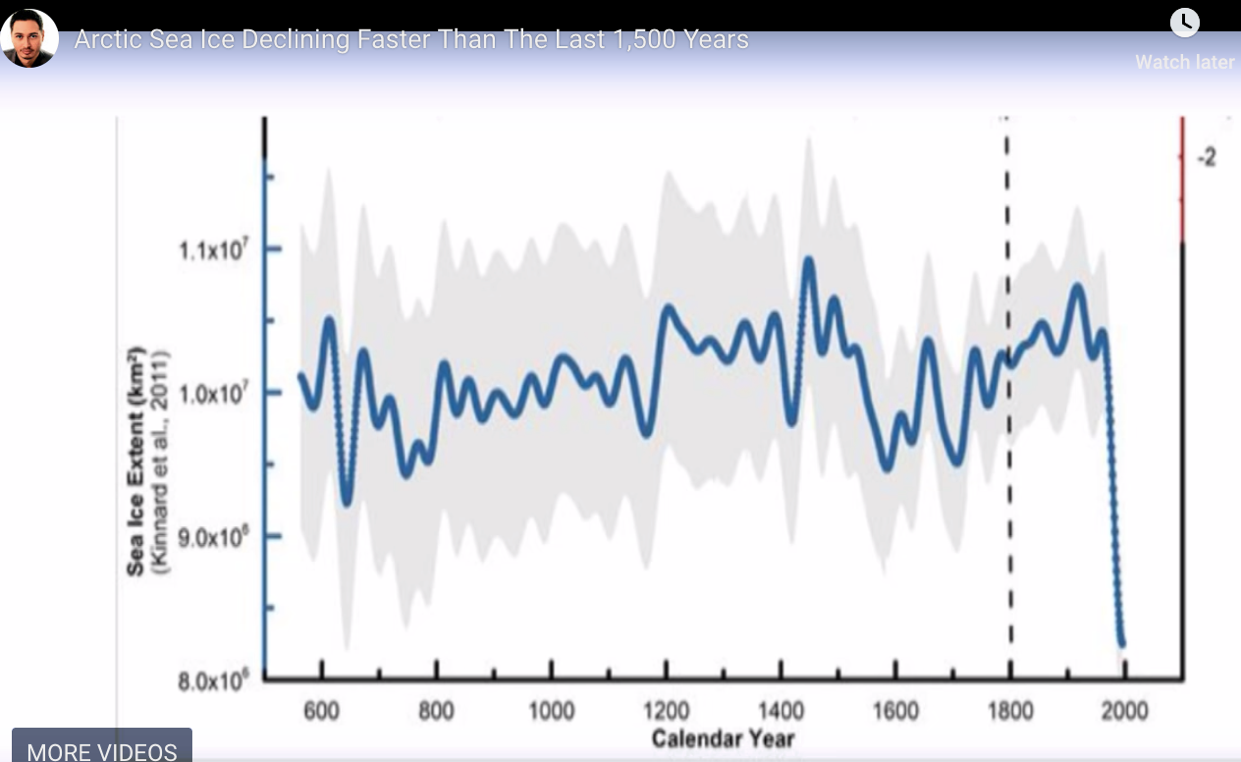 Arctic Sea Ice Declining Faster Than The Last 1,500 Years
Watch later
-2
1.1x10⁷
1.0x10⁷
9.0x10⁶
8.0x10⁶
Sea Ice Extent (km²)
(Kinnard et al., 2011)
600 800 1000 1200 1400 1600 1800 2000
Calendar Year
MORE VIDEOS